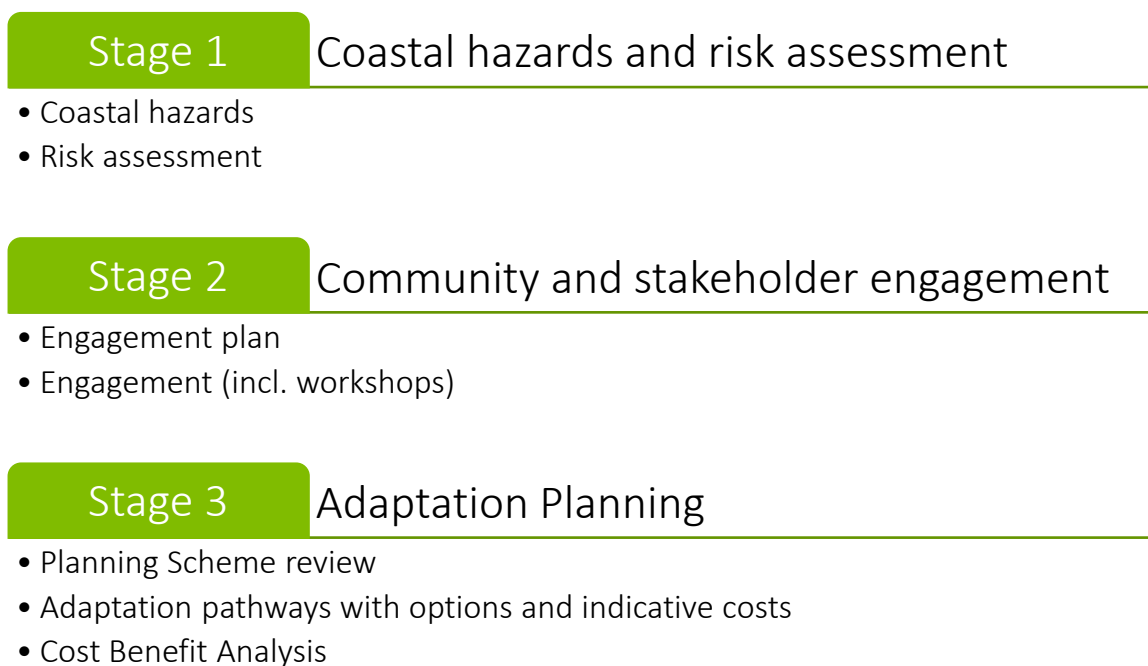 Stage 1 Coastal hazards and risk assessment
• Coastal hazards
• Risk assessment
Stage 2 Community and stakeholder engagement
• Engagement plan
• Engagement (incl. workshops)
Stage 3 Adaptation Planning
• Planning Scheme review
• Adaptation pathways with options and indicative costs
• Cost Benefit Analysis